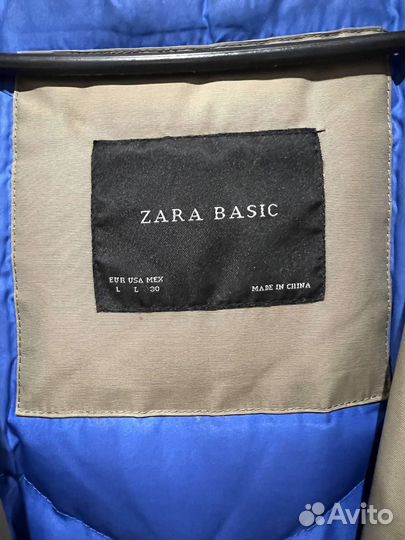 ZARA BASIC
EUR USA MEX
L L 30
MADE IN CHINA
Avito